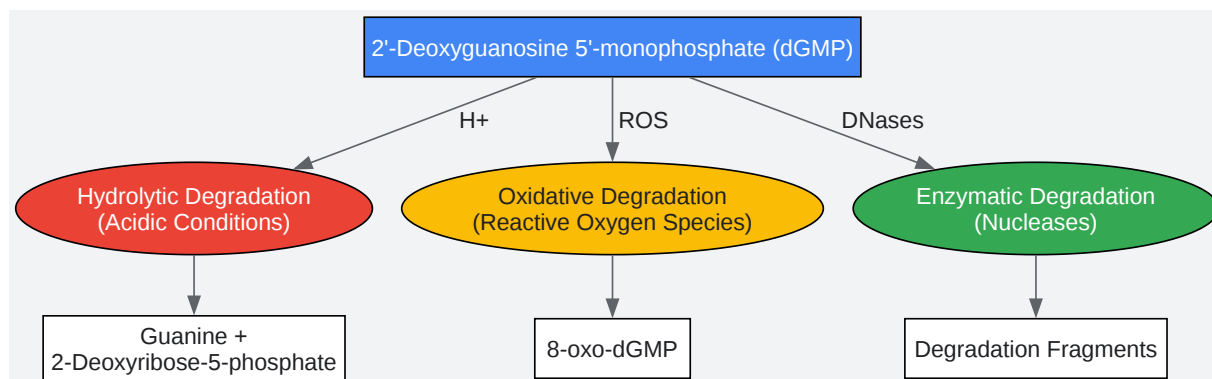 2'-Deoxyguanosine 5'-monophosphate (dGMP)
H+
ROS
DNases
Hydrolytic Degradation
(Acidic Conditions)
Oxidative Degradation
(Reactive Oxygen Species)
Enzymatic Degradation
(Nucleases)
Guanine +
2-Deoxyribose-5-phosphate
8-oxo-dGMP
Degradation Fragments